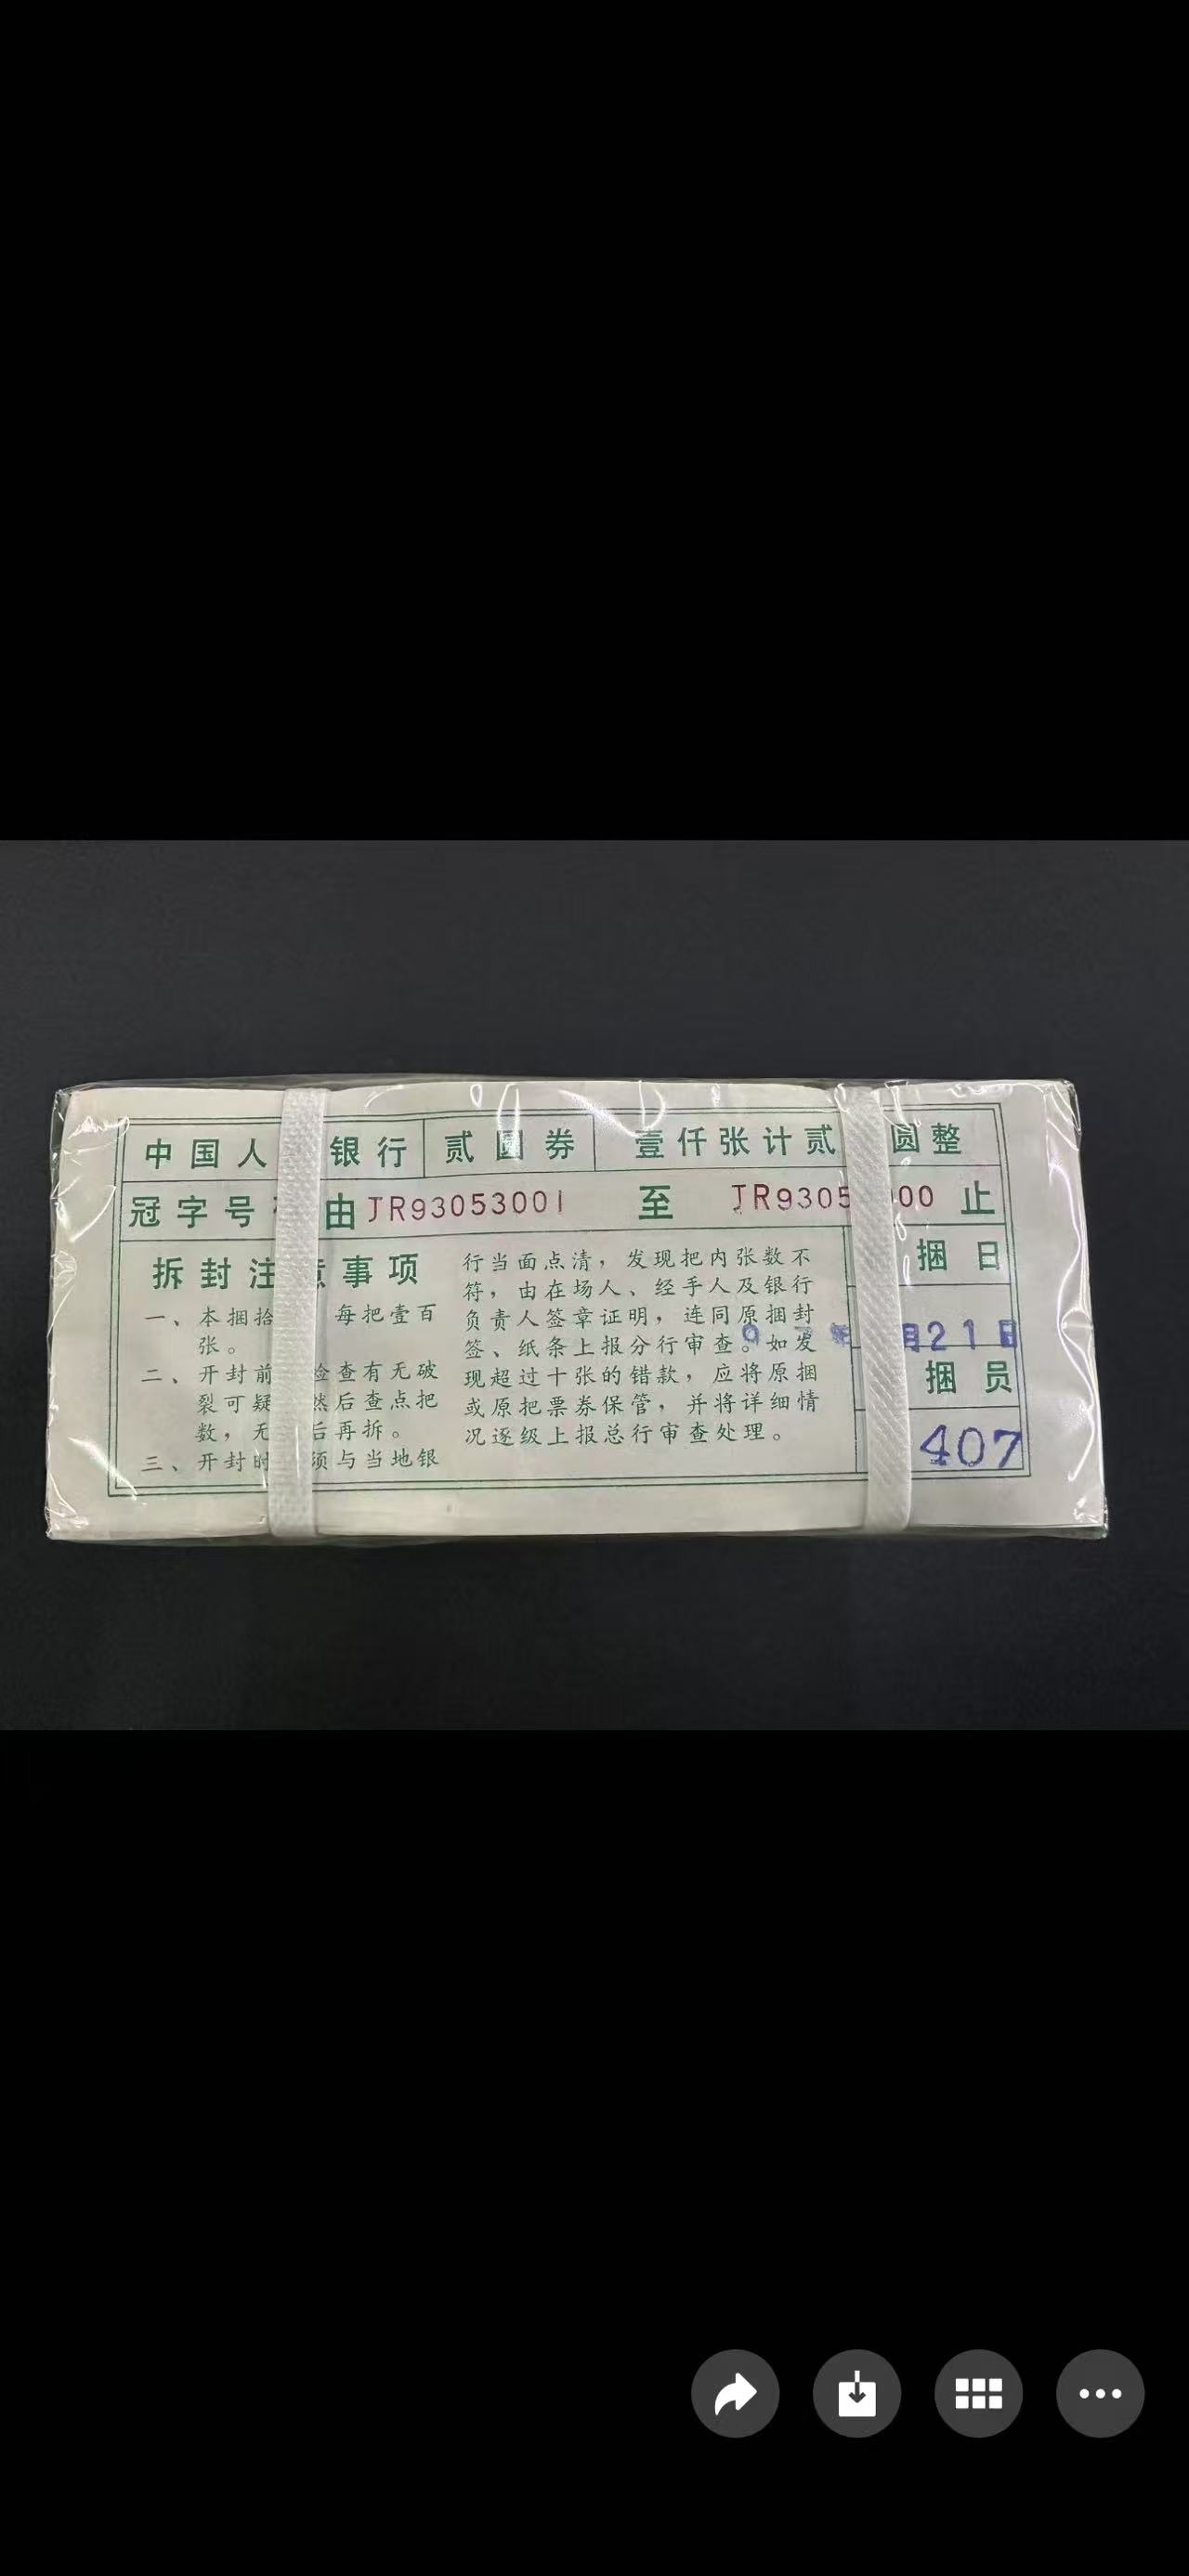 中国人 银行 贰圆券 壹仟张计贰 圆整
冠字号 由 JR93053001 至 JR9305 00 止
拆封注意事项
一、本捆拾 每把壹百
张。
二、开封前 检查有无破
裂可疑 然后查点把
数，无 后再拆。
三、开封时 须与当地银
行当面点清，发现把内张数不
符，由在场人、经手人及银行
负责人签章证明，连同原捆封
签、纸条上报分行审查。如发
现超过十张的错款，应将原捆
或原把票券保管，并将详细情
况逐级上报总行审查处理。
捆日
9 年 月21日
捆员
407